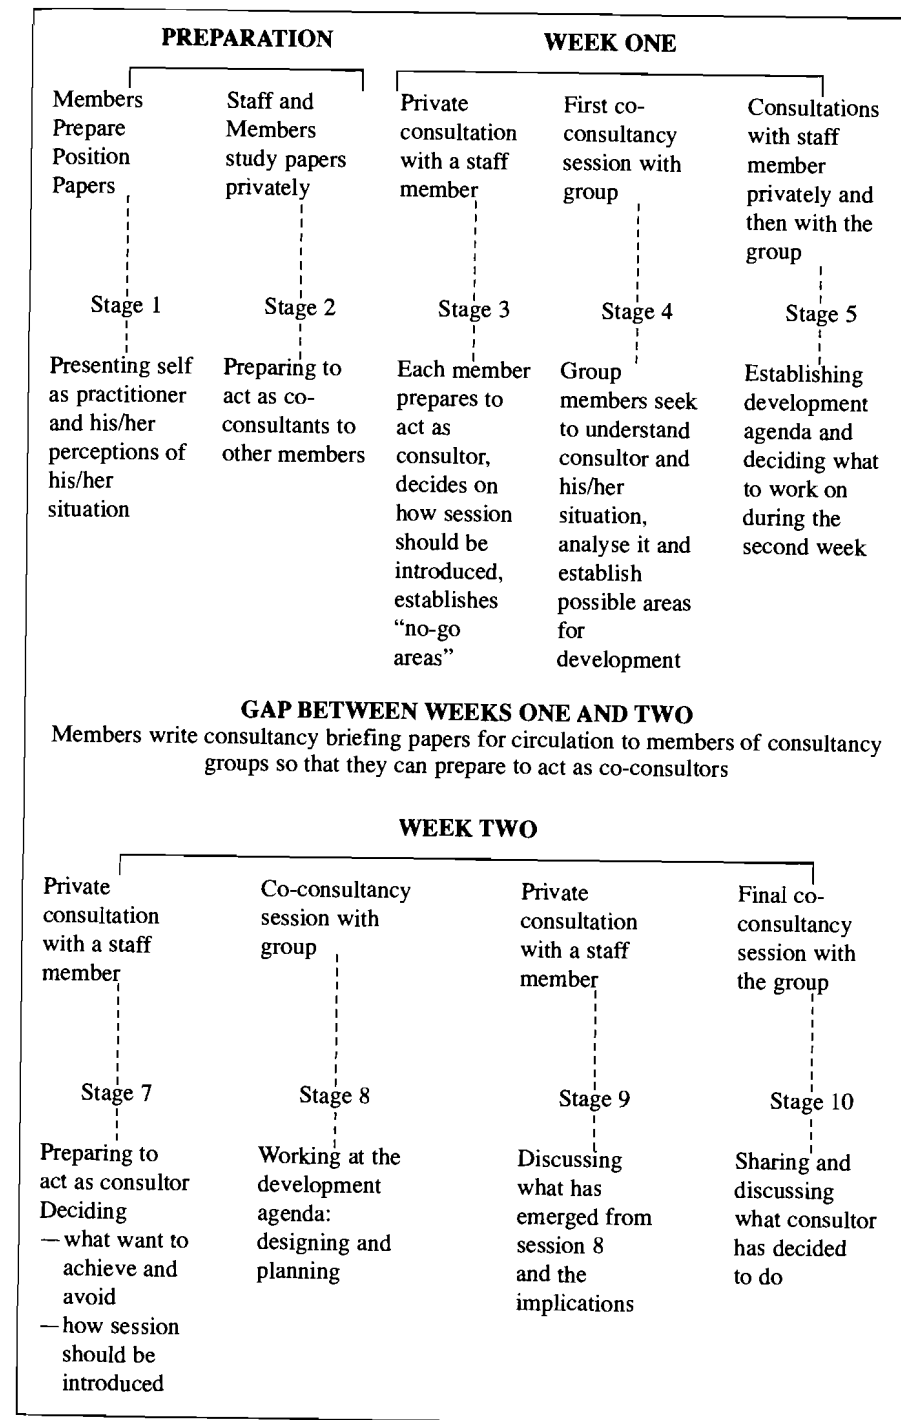 PREPARATION
WEEK ONE
Members
Prepare
Position
Papers
Staff and
Members
study papers
privately
Private
consultation
with a staff
member
First co-
consultancy
session with
group
Consultations
with staff
member
privately and
then with the
group
Stage 1
Stage 2
Stage 3
Stage 4
Stage 5
Presenting self
as practitioner
and his/her
perceptions of
his/her
situation
Preparing to
act as co-
consultants to
other members
Each member
prepares to
act as
consultor,
decides on
how session
should be
introduced,
establishes
“no-go
areas”
Group
members seek
to understand
consultor and
his/her
situation,
analyse it and
establish
possible areas
for
development
Establishing
development
agenda and
deciding what
to work on
during the
second week
GAP BETWEEN WEEKS ONE AND TWO
Members write consultancy briefing papers for circulation to members of consultancy
groups so that they can prepare to act as co-consultors
WEEK TWO
Private
consultation
with a staff
member
Co-consultancy
session with
group
Private
consultation
with a staff
member
Final co-
consultancy
session with
the group
Stage 7
Stage 8
Stage 9
Stage 10
Preparing to
act as consultor
Deciding
—what want to
achieve and
avoid
—how session
should be
introduced
Working at the
development
agenda:
designing and
planning
Discussing
what has
emerged from
session 8
and the
implications
Sharing and
discussing
what consultor
has decided
to do